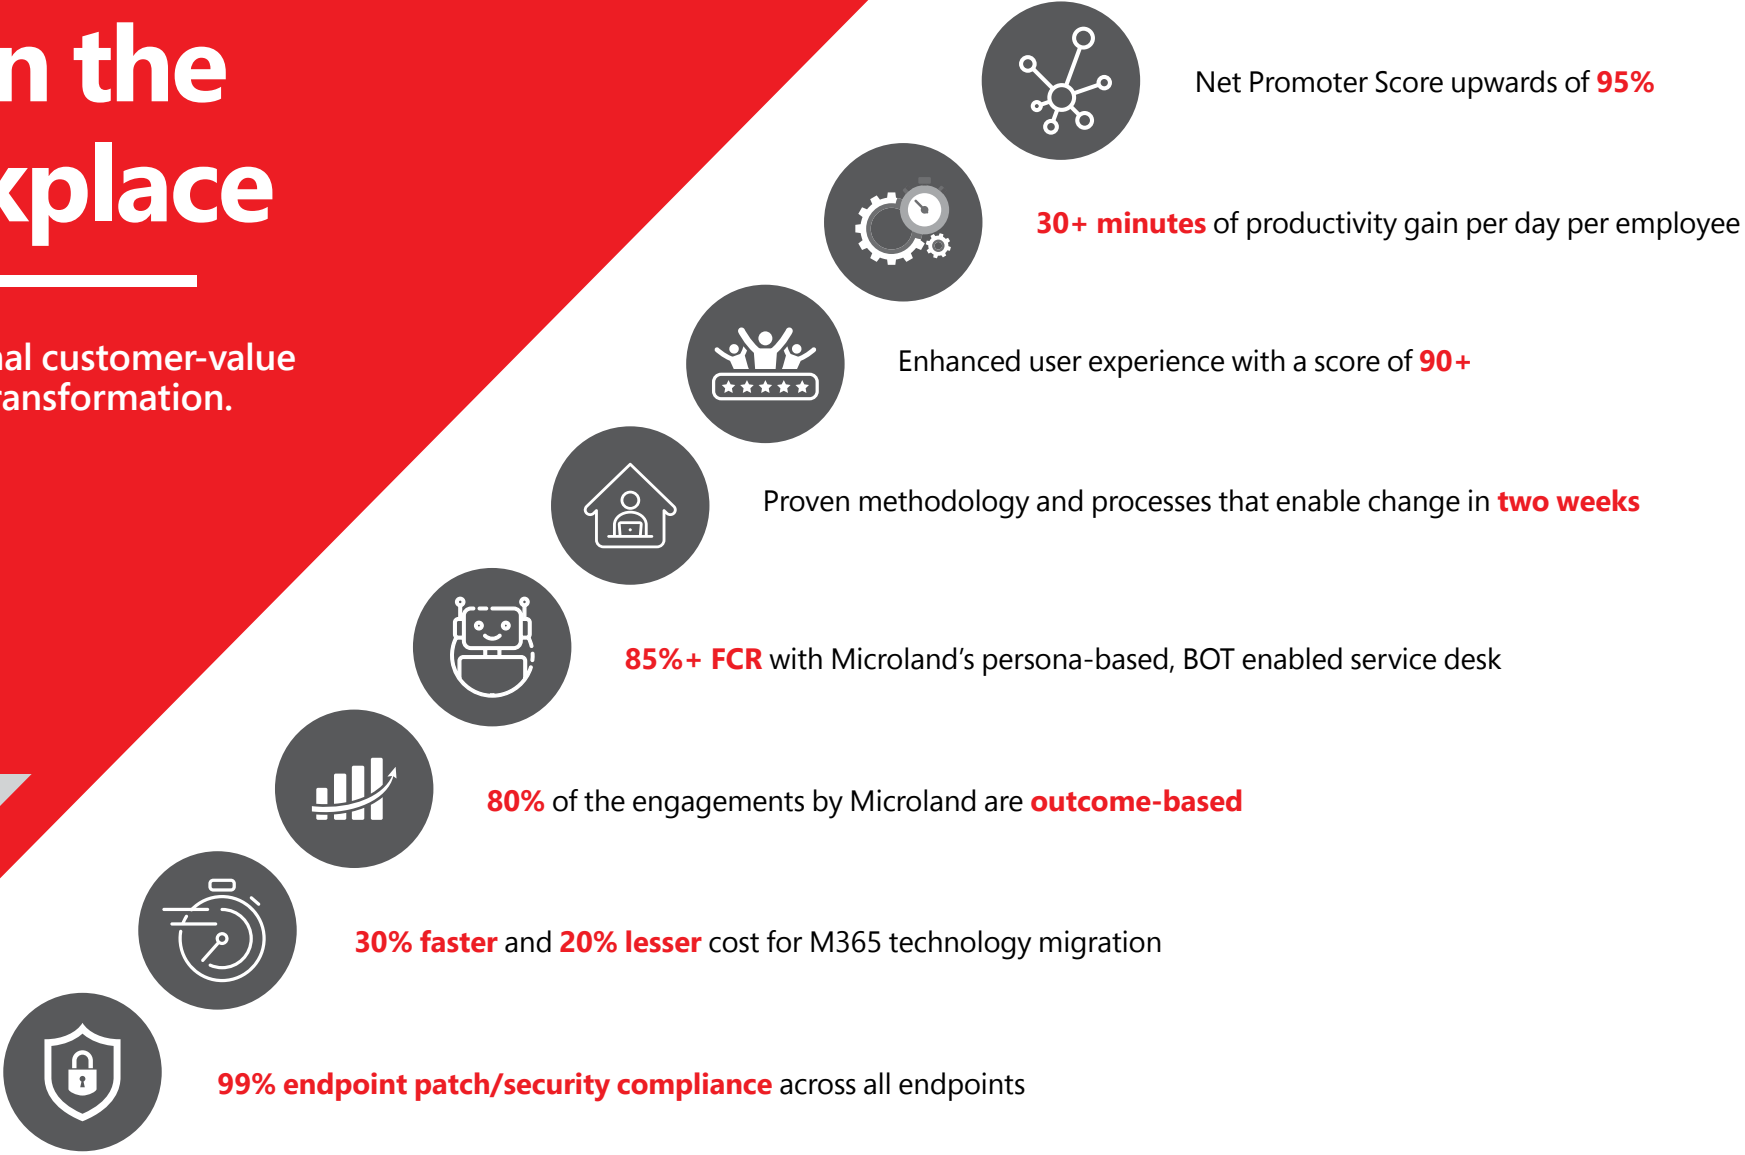 n the
kplace
nal customer-value
ransformation.
Net Promoter Score upwards of 95%
30+ minutes of productivity gain per day per employee
Enhanced user experience with a score of 90+
Proven methodology and processes that enable change in two weeks
85%+ FCR with Microland’s persona-based, BOT enabled service desk
80% of the engagements by Microland are outcome-based
30% faster and 20% lesser cost for M365 technology migration
99% endpoint patch/security compliance across all endpoints